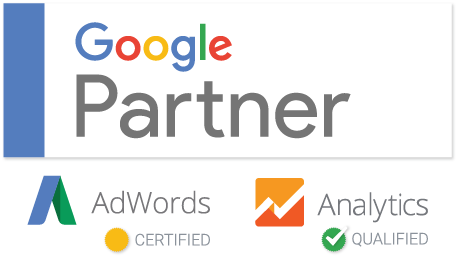 Google
Partner
AdWords
CERTIFIED
Analytics
QUALIFIED